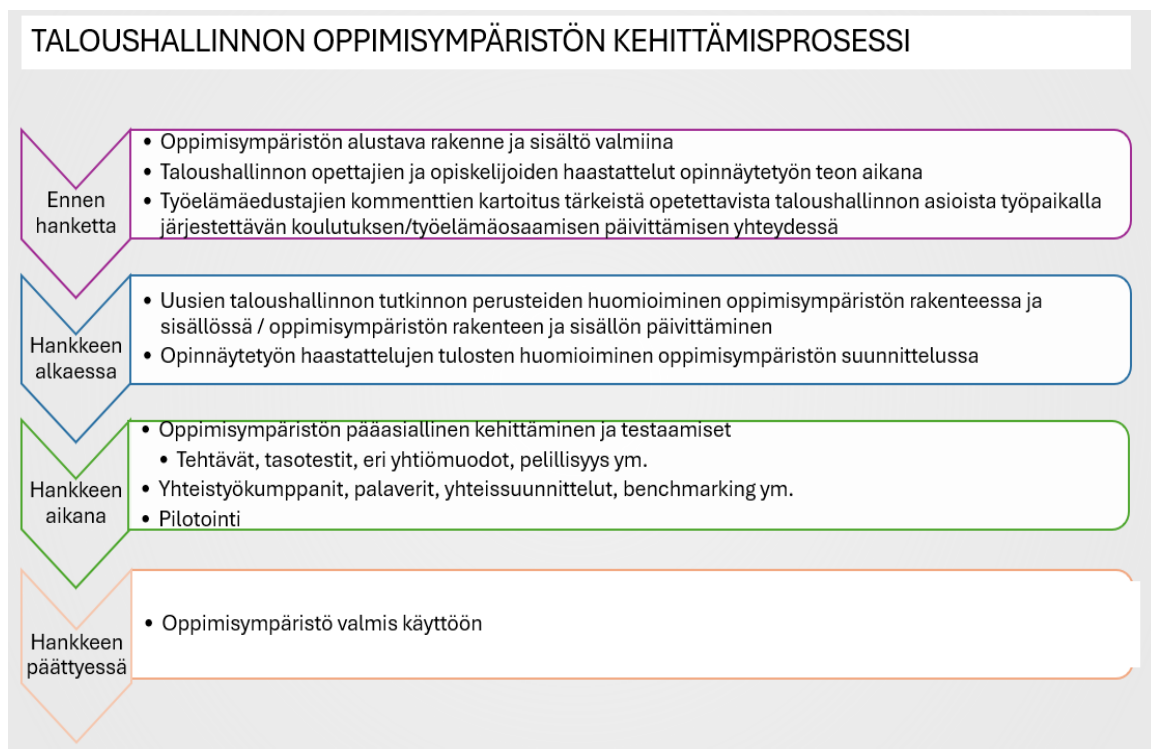 TALOUSHALLINNON OPPIMISYMPÄRISTÖN KEHITTÄMISPROSESSI
Ennen
hanketta
• Oppimisympäristön alustava rakenne ja sisältö valmiina
• Taloushallinnon opettajien ja opiskelijoiden haastattelut opinnäytetyön teon aikana
• Työelämäedustajien kommenttien kartoitus tärkeistä opetettavista taloushallinnon asioista työpaikalla
järjestettävän koulutuksen/työelämäosaamisen päivittämisen yhteydessä
Hankkeen
alkaessa
• Uusien taloushallinnon tutkinnon perusteiden huomioiminen oppimisympäristön rakenteessa ja
sisällössä / oppimisympäristön rakenteen ja sisällön päivittäminen
• Opinnäytetyön haastattelujen tulosten huomioiminen oppimisympäristön suunnittelussa
Hankkeen
aikana
• Oppimisympäristön pääasiallinen kehittäminen ja testaamiset
• Tehtävät, tasotestit, eri yhtiömuodot, pelillisyys ym.
• Yhteistyökumppanit, palaverit, yhteissuunnittelut, benchmarking ym.
• Pilotointi
Hankkeen
päättyessä
• Oppimisympäristö valmis käyttöön